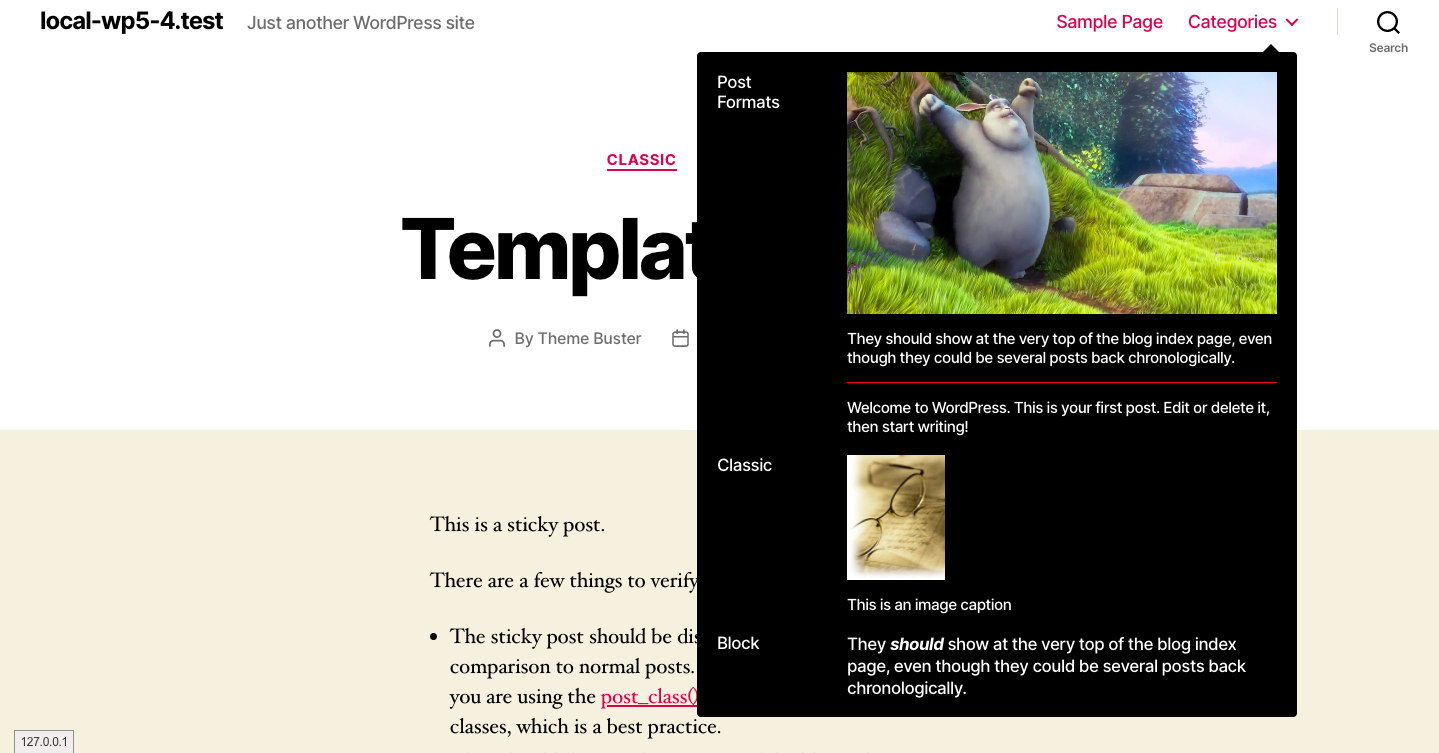 local-wp5-4.test Just another WordPress site Sample Page Categories
Search
Post
Formats
They should show at the very top of the blog index page, even
though they could be several posts back chronologically.
Welcome to WordPress. This is your first post. Edit or delete it,
then start writing!
Classic
This is an image caption
Block
They should show at the very top of the blog index
page, even though they could be several posts back
chronologically.
CLASSIC
Templat
By Theme Buster
This is a sticky post.
There are a few things to verify
The sticky post should be dis
comparison to normal posts.
you are using the post_class()
classes, which is a best practice.
127.0.0.1